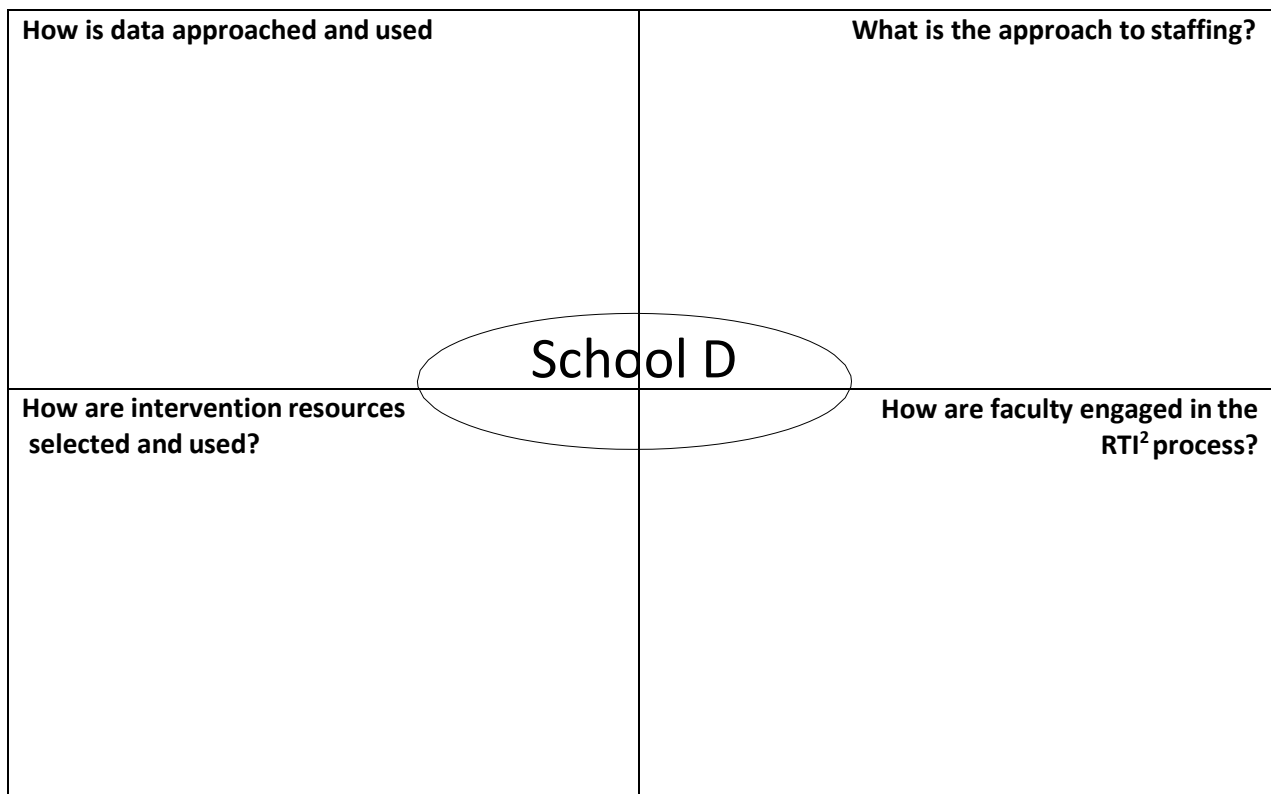 How is data approached and used
What is the approach to staffing?
School D
How are intervention resources
selected and used?
How are faculty engaged in the
RTI² process?